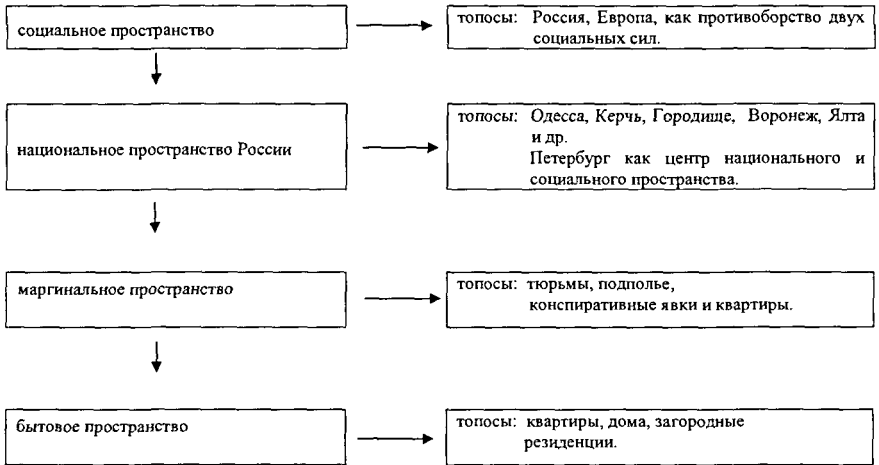 социальное пространство
топосы: Россия, Европа, как противоборство двух
социальных сил.
национальное пространство России
топосы: Одесса, Керчь, Городище, Воронеж, Ялта
и др.
Петербург как центр национального и
социального пространства.
маргинальное пространство
топосы: тюрьмы, подполье,
конспиративные явки и квартиры.
бытовое пространство
топосы: квартиры, дома, загородные
резиденции.